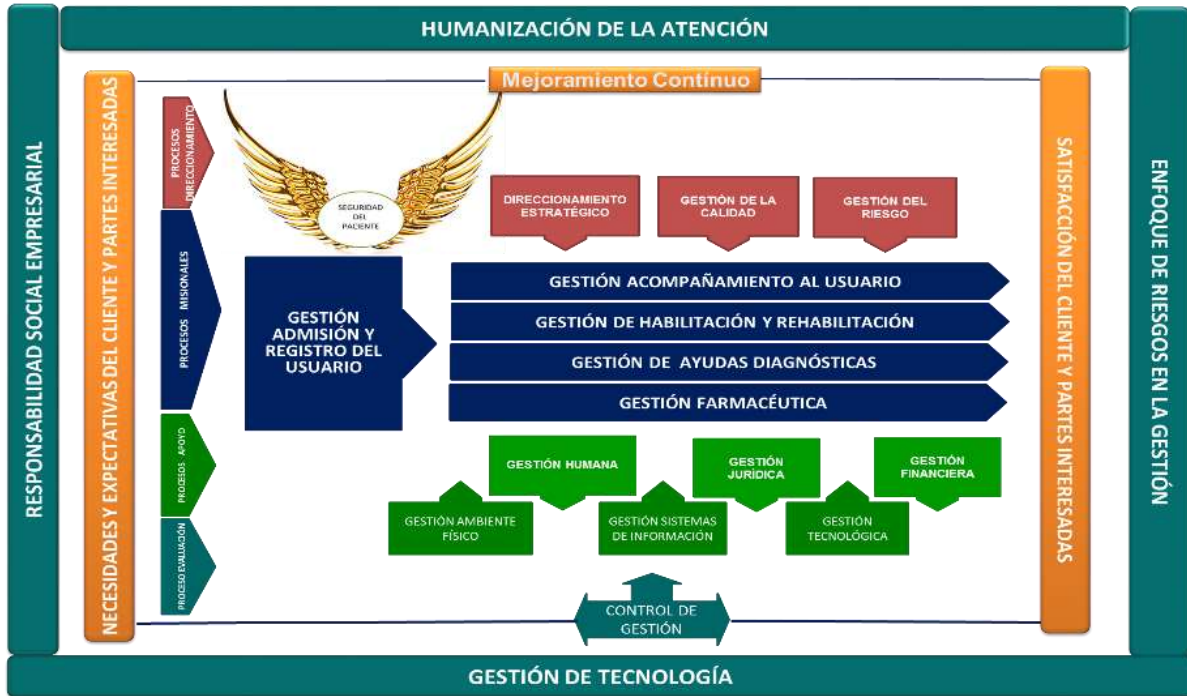 HUMANIZACIÓN DE LA ATENCIÓN
RESPONSABILIDAD SOCIAL EMPRESARIAL
NECESIDADES Y EXPECTATIVAS DEL CLIENTE Y PARTES INTERESADAS
Mejoramiento Contínuo
PROCESOS
DIRECCIONAMIENTO
SEGURIDAD
DEL
PACIENTE
DIRECCIONAMIENTO
ESTRATÉGICO
GESTIÓN DE LA
CALIDAD
GESTIÓN DEL
RIESGO
PROCESOS MISIONALES
GESTIÓN
ADMISIÓN Y
REGISTRO DEL
USUARIO
GESTIÓN ACOMPAÑAMIENTO AL USUARIO
GESTIÓN DE HABILITACIÓN Y REHABILITACIÓN
GESTIÓN DE AYUDAS DIAGNÓSTICAS
GESTIÓN FARMACÉUTICA
PROCESOS APOYO
GESTIÓN HUMANA
GESTIÓN
JURÍDICA
GESTIÓN
FINANCIERA
GESTIÓN AMBIENTE
FÍSICO
GESTIÓN SISTEMAS
DE INFORMACIÓN
GESTIÓN
TECNOLÓGICA
PROCESO EVALUACIÓN
CONTROL DE
GESTIÓN
SATISFACCIÓN DEL CLIENTE Y PARTES INTERESADAS
ENFOQUE DE RIESGOS EN LA GESTIÓN
GESTIÓN DE TECNOLOGÍA